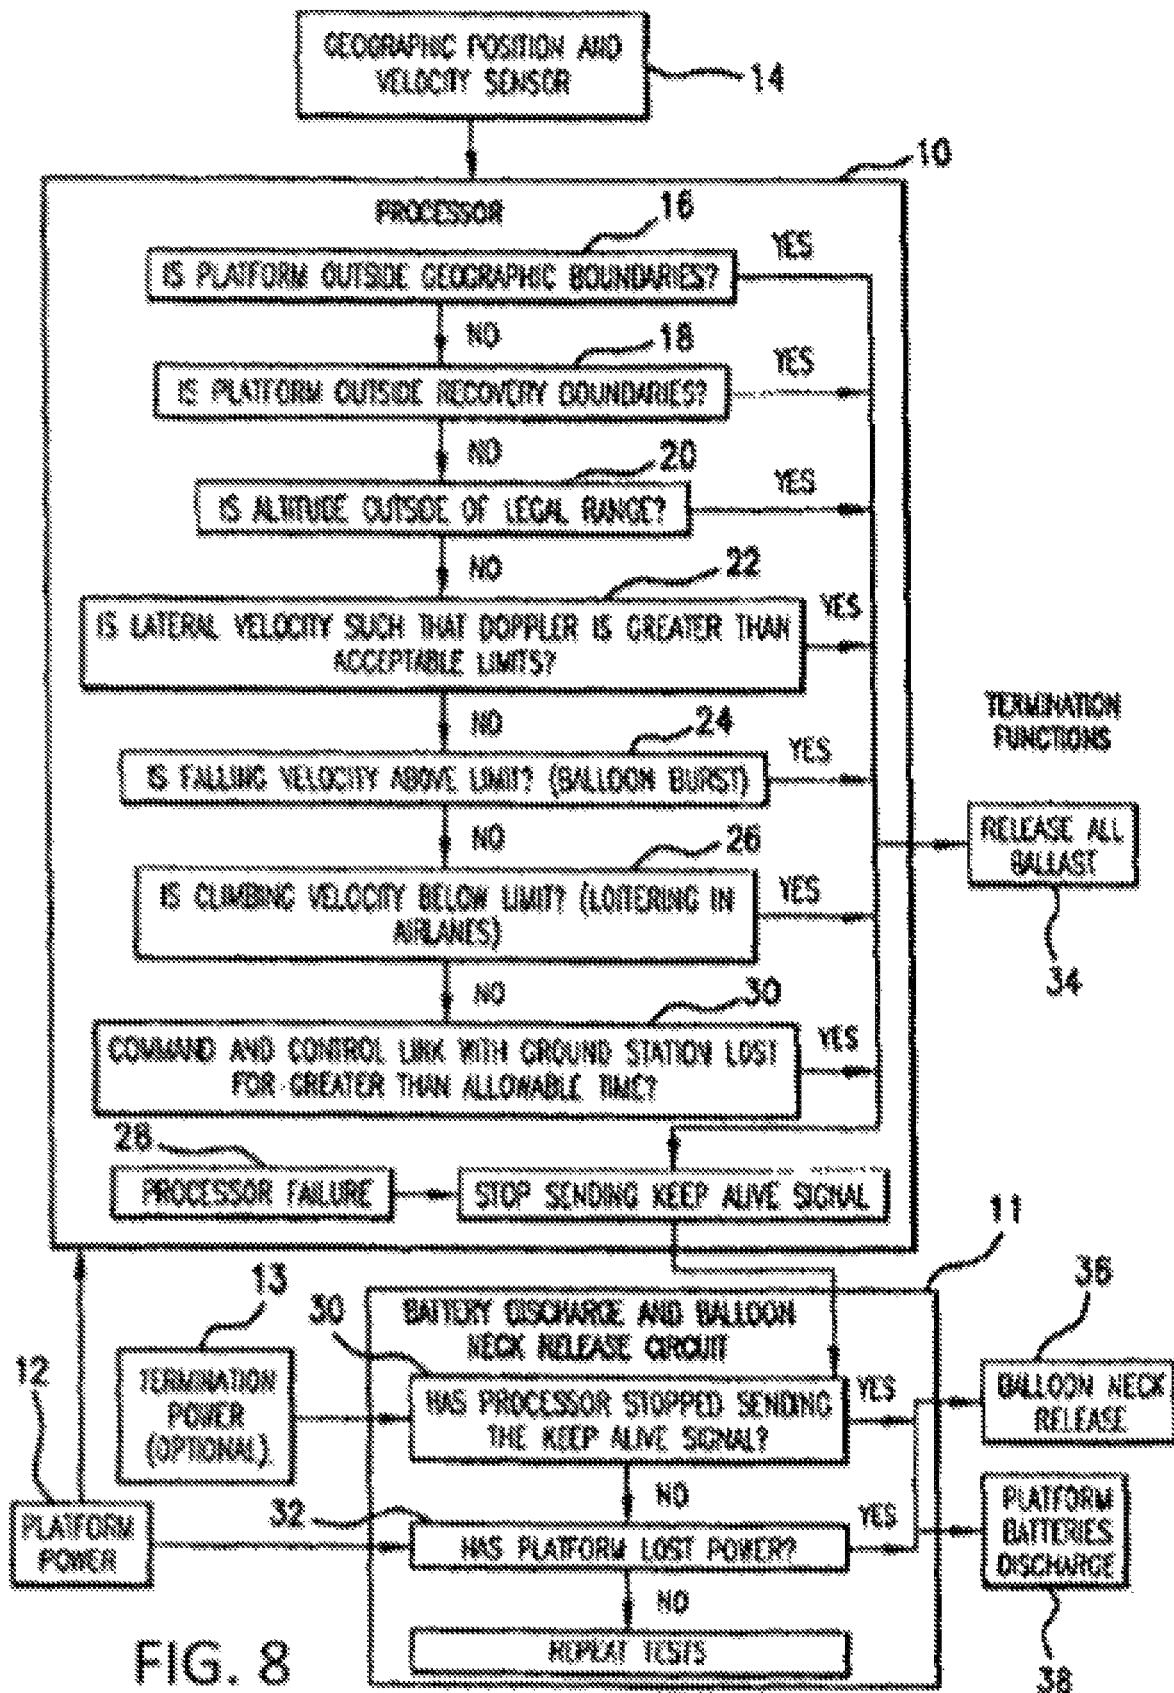 GEOGRAPHIC POSITION AND
VELOCITY SENSOR
14
10
PROCESSOR
16
YES
IS PLATFORM OUTSIDE GEOGRAPHIC BOUNDARIES?
NO
18
YES
IS PLATFORM OUTSIDE RECOVERY BOUNDARIES?
NO
20
YES
IS ALTITUDE OUTSIDE OF LEGAL RANGE?
NO
22
YES
IS LATERAL VELOCITY SUCH THAT DOPPLER IS GREATER THAN
ACCEPTABLE LIMITS?
NO
24
YES
IS FALLING VELOCITY ABOVE LIMIT? (BALLOON BURST)
NO
26
YES
IS CLIMBING VELOCITY BELOW LIMIT? (LOITERING IN
AIRLANES)
NO
30
YES
COMMAND AND CONTROL LINK WITH GROUND STATION LOST
FOR GREATER THAN ALLOWABLE TIME?
TERMINATION
FUNCTIONS
RELEASE ALL
BALLAST
34
28
PROCESSOR FAILURE
STOP SENDING KEEP ALIVE SIGNAL
11
13
TERMINATION
POWER
(OPTIONAL).
12
PLATFORM
POWER
BATTERY DISCHARGE AND BALLOON
NECK RELEASE CIRCUIT
30
HAS PROCESSOR STOPPED SENDING
THE KEEP ALIVE SIGNAL?
YES
NO
32
HAS PLATFORM LOST POWER?
YES
NO
REPEAT TESTS
36
BALLOON NECK
RELEASE
PLATFORM
BATTERIES
DISCHARGE
38
FIG. 8